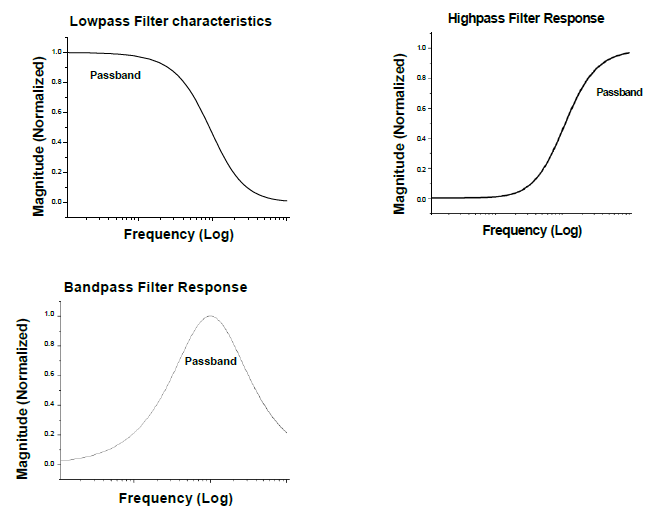 Lowpass Filter characteristics
1.0
Passband
0.8
0.6
0.4
0.2
0.0
Magnitude (Normalized)
Frequency (Log)
Highpass Filter Response
1.0
0.8
Passband
0.6
0.4
0.2
0.0
Magnitude (Normalized)
Frequency (Log)
Bandpass Filter Response
1.0
0.8
Passband
0.6
0.4
0.2
0.0
Magnitude (Normalized)
Frequency (Log)